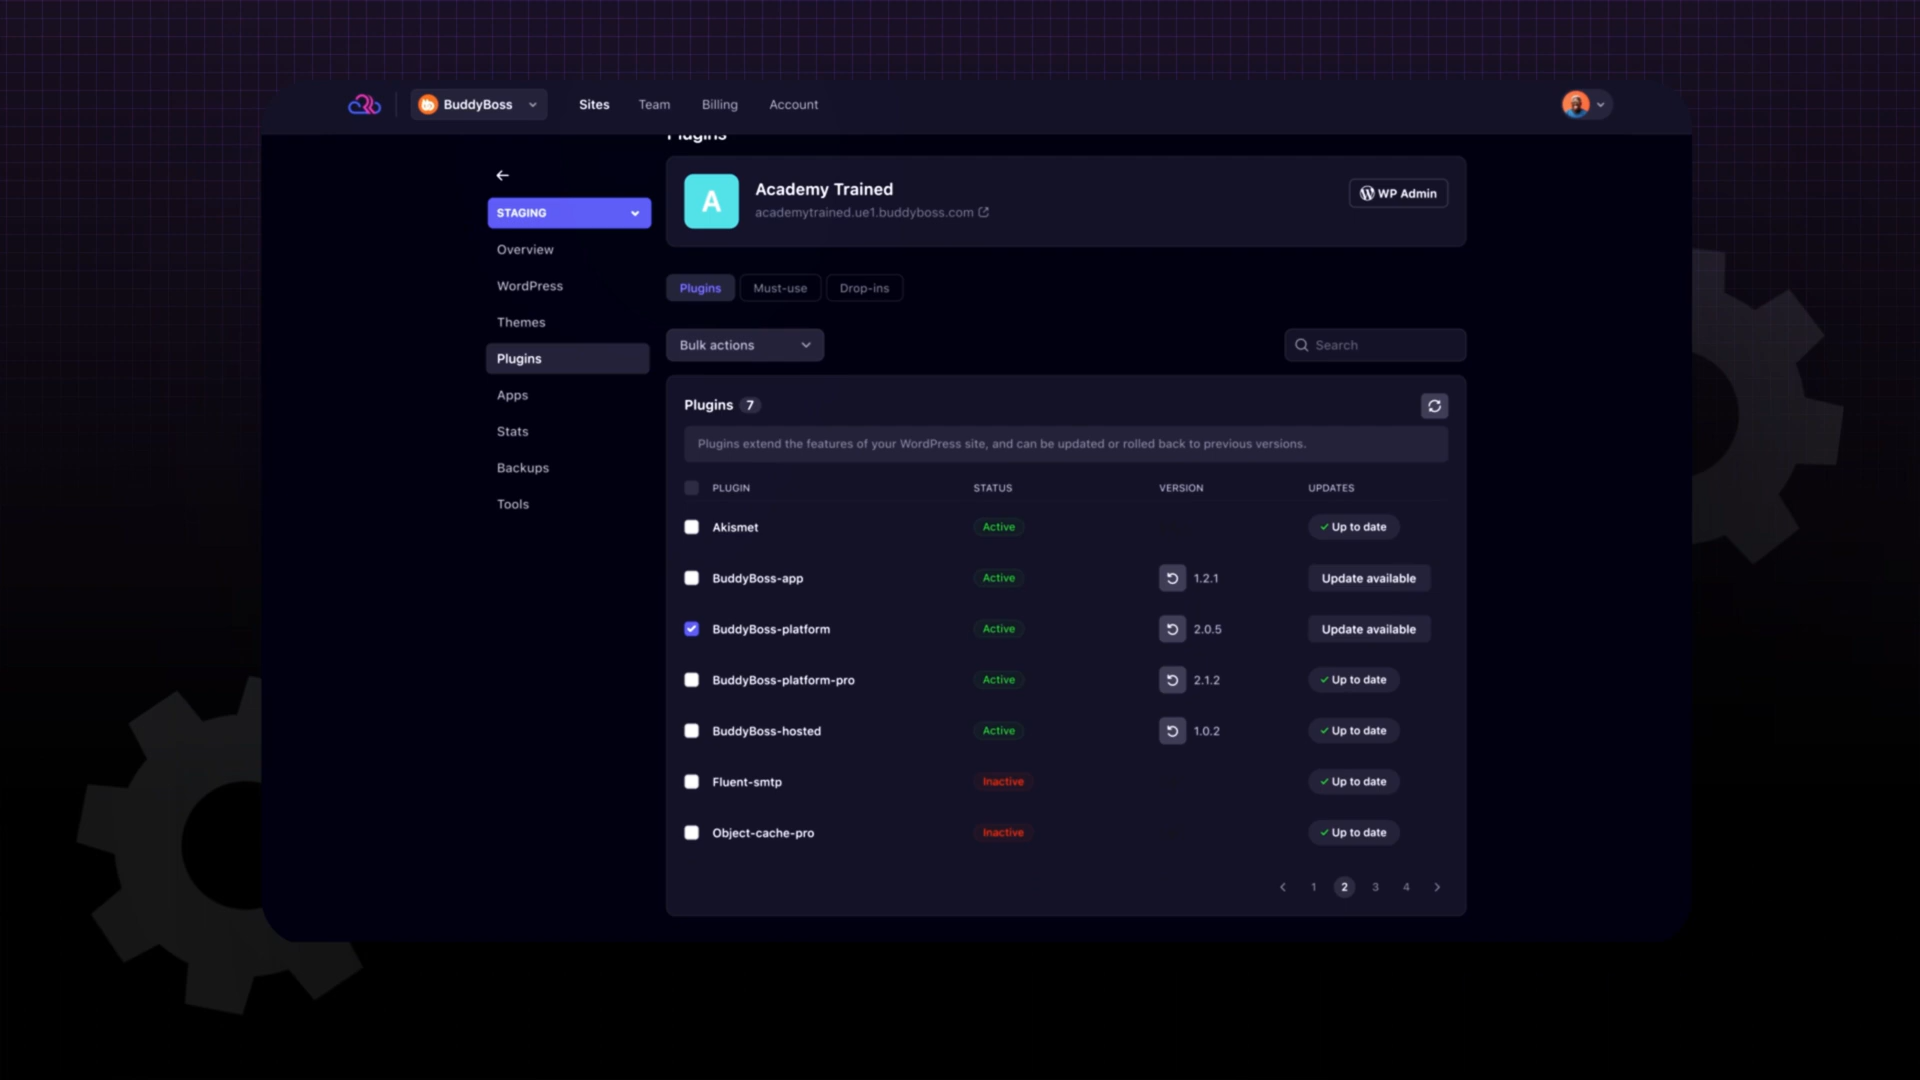 BuddyBoss Sites Team Billing Account
Plugins
STAGING
Overview
WordPress
Themes
Plugins
Apps
Stats
Backups
Tools
A
Academy Trained
academytrained.ue1.buddyboss.com
WP Admin
Plugins Must-use Drop-ins
Bulk actions Search
Plugins 7
Plugins extend the features of your WordPress site, and can be updated or rolled back to previous versions.
PLUGIN STATUS VERSION UPDATES
Akismet Active Up to date
BuddyBoss-app Active 1.2.1 Update available
BuddyBoss-platform Active 2.0.5 Update available
BuddyBoss-platform-pro Active 2.1.2 Up to date
BuddyBoss-hosted Active 1.0.2 Up to date
Fluent-smtp Inactive Up to date
Object-cache-pro Inactive Up to date
1 2 3 4